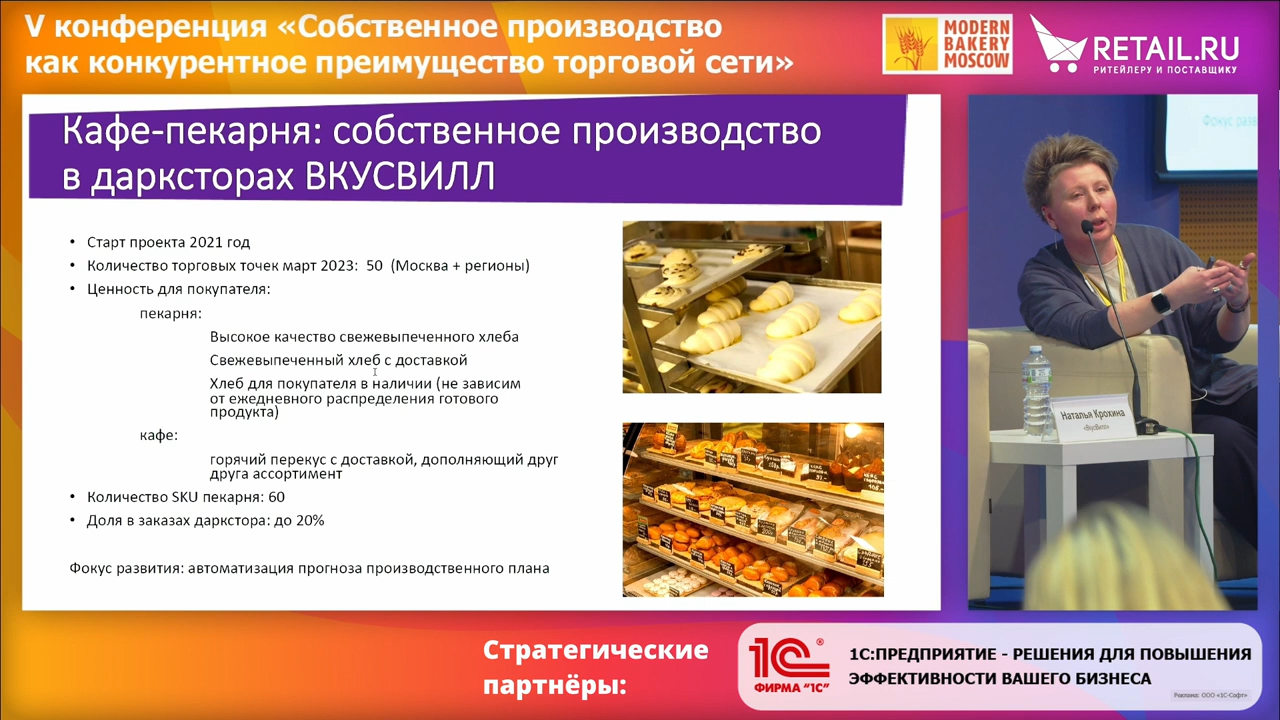 V конференция «Собственное производство
как конкурентное преимущество торговой сети»
MODERN
BAKERY
MOSCOW
RETAIL.RU
РИТЕЙЛЕРУ И ПОСТАВЩИКУ
Кафе-пекарня: собственное производство
в дарксторах ВКУСВИЛЛ
• Старт проекта 2021 год
• Количество торговых точек март 2023: 50 (Москва + регионы)
• Ценность для покупателя:
пекарня:
Высокое качество свежевыпеченного хлеба
Свежевыпеченный хлеб с доставкой
Хлеб для покупателя в наличии (не зависим
от ежедневного распределения готового
продукта)
кафе:
горячий перекус с доставкой, дополняющий друг
друга ассортимент
• Количество SKU пекарня: 60
• Доля в заказах даркстора: до 20%
Фокус развития: автоматизация прогноза производственного плана
Фокус разв
Наталья Крохина
«ВкусВилл»
Стратегические
партнёры:
1С
®
ФИРМА "1С"
1С:ПРЕДПРИЯТИЕ - РЕШЕНИЯ ДЛЯ ПОВЫШЕНИЯ
ЭФФЕКТИВНОСТИ ВАШЕГО БИЗНЕСА
Реклама: ООО «1С-Софт»